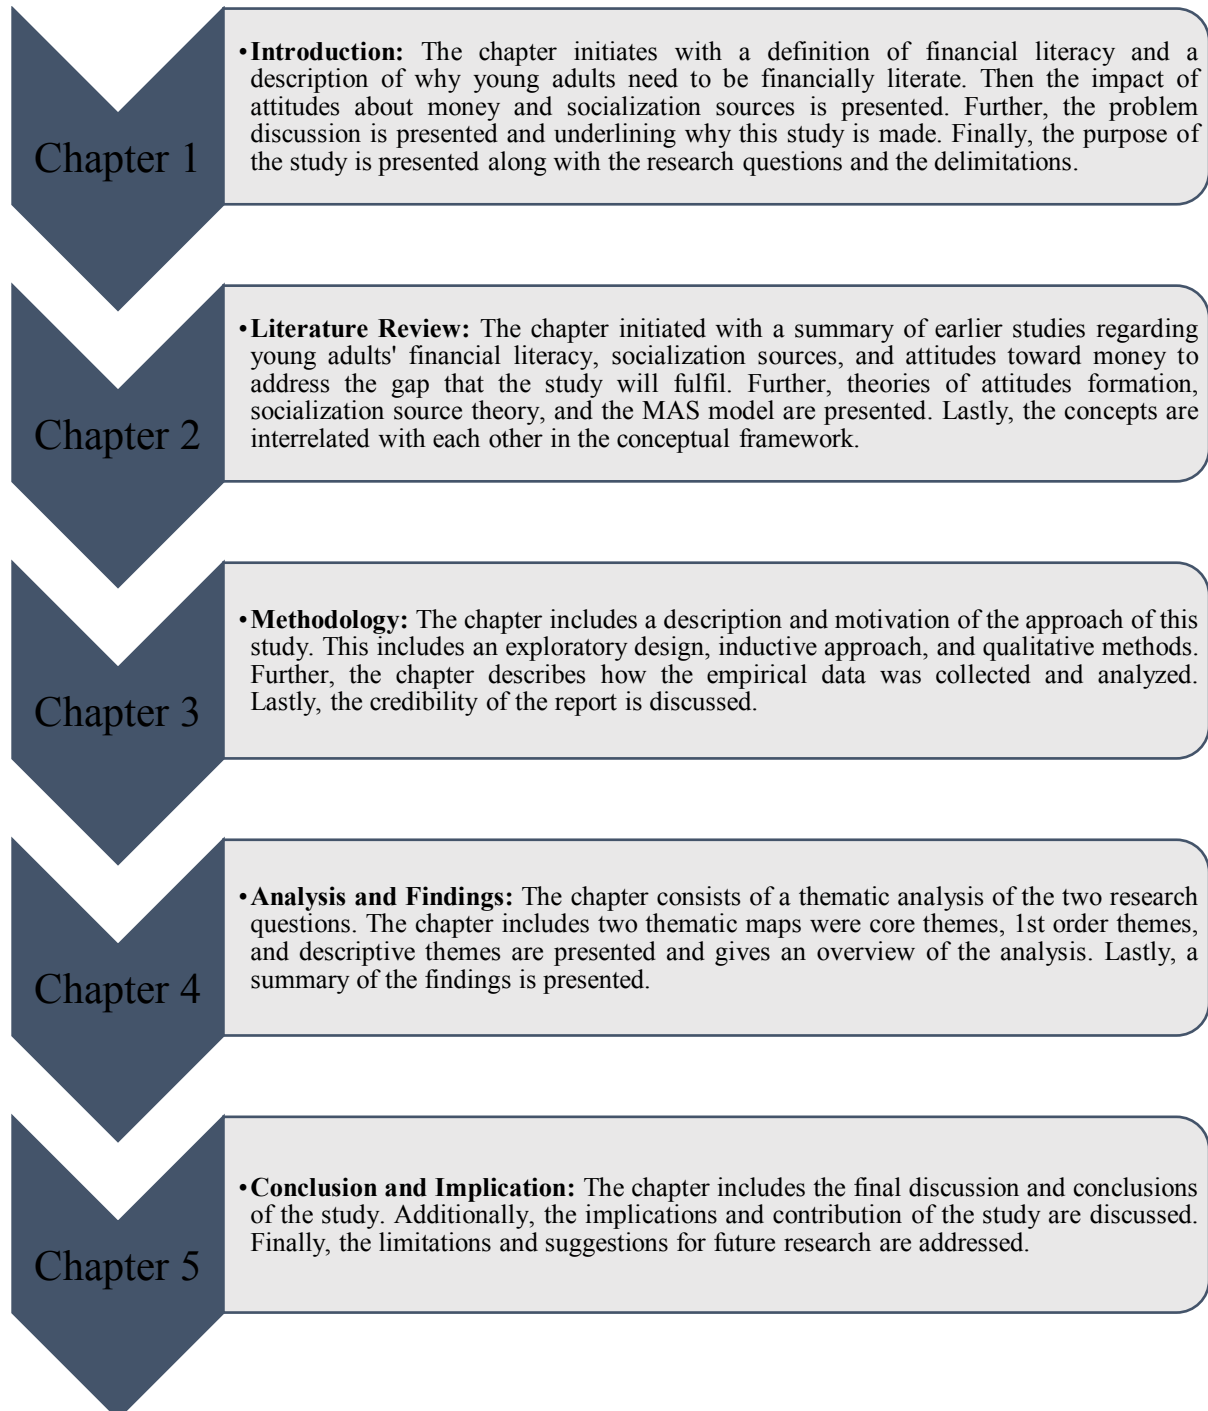 Chapter 1
•Introduction: The chapter initiates with a definition of financial literacy and a
description of why young adults need to be financially literate. Then the impact of
attitudes about money and socialization sources is presented. Further, the problem
discussion is presented and underlining why this study is made. Finally, the purpose of
the study is presented along with the research questions and the delimitations.
Chapter 2
•Literature Review: The chapter initiated with a summary of earlier studies regarding
young adults' financial literacy, socialization sources, and attitudes toward money to
address the gap that the study will fulfil. Further, theories of attitudes formation,
socialization source theory, and the MAS model are presented. Lastly, the concepts are
interrelated with each other in the conceptual framework.
Chapter 3
•Methodology: The chapter includes a description and motivation of the approach of this
study. This includes an exploratory design, inductive approach, and qualitative methods.
Further, the chapter describes how the empirical data was collected and analyzed.
Lastly, the credibility of the report is discussed.
Chapter 4
•Analysis and Findings: The chapter consists of a thematic analysis of the two research
questions. The chapter includes two thematic maps were core themes, 1st order themes,
and descriptive themes are presented and gives an overview of the analysis. Lastly, a
summary of the findings is presented.
Chapter 5
•Conclusion and Implication: The chapter includes the final discussion and conclusions
of the study. Additionally, the implications and contribution of the study are discussed.
Finally, the limitations and suggestions for future research are addressed.